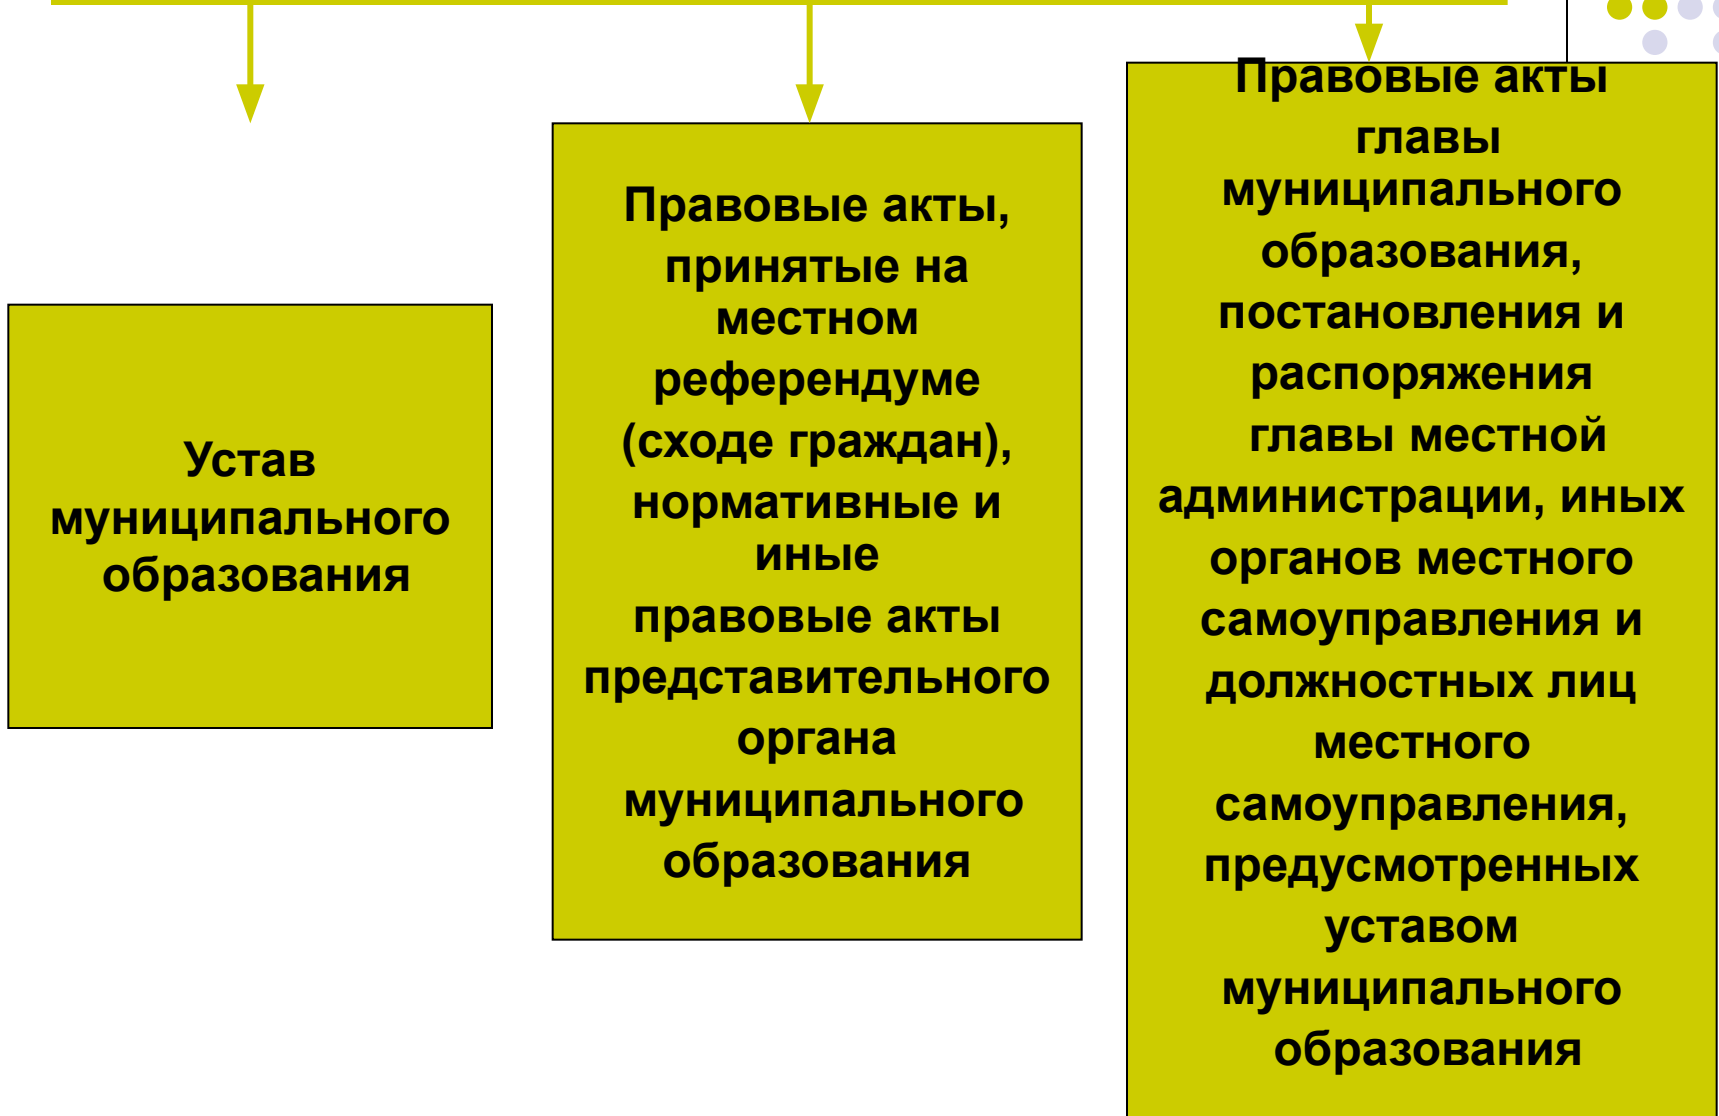 Устав
муниципального
образования
Правовые акты,
принятые на
местном
референдуме
(сходе граждан),
нормативные и
иные
правовые акты
представительного
органа
муниципального
образования
Правовые акты
главы
муниципального
образования,
постановления и
распоряжения
главы местной
администрации, иных
органов местного
самоуправления и
должностных лиц
местного
самоуправления,
предусмотренных
уставом
муниципального
образования